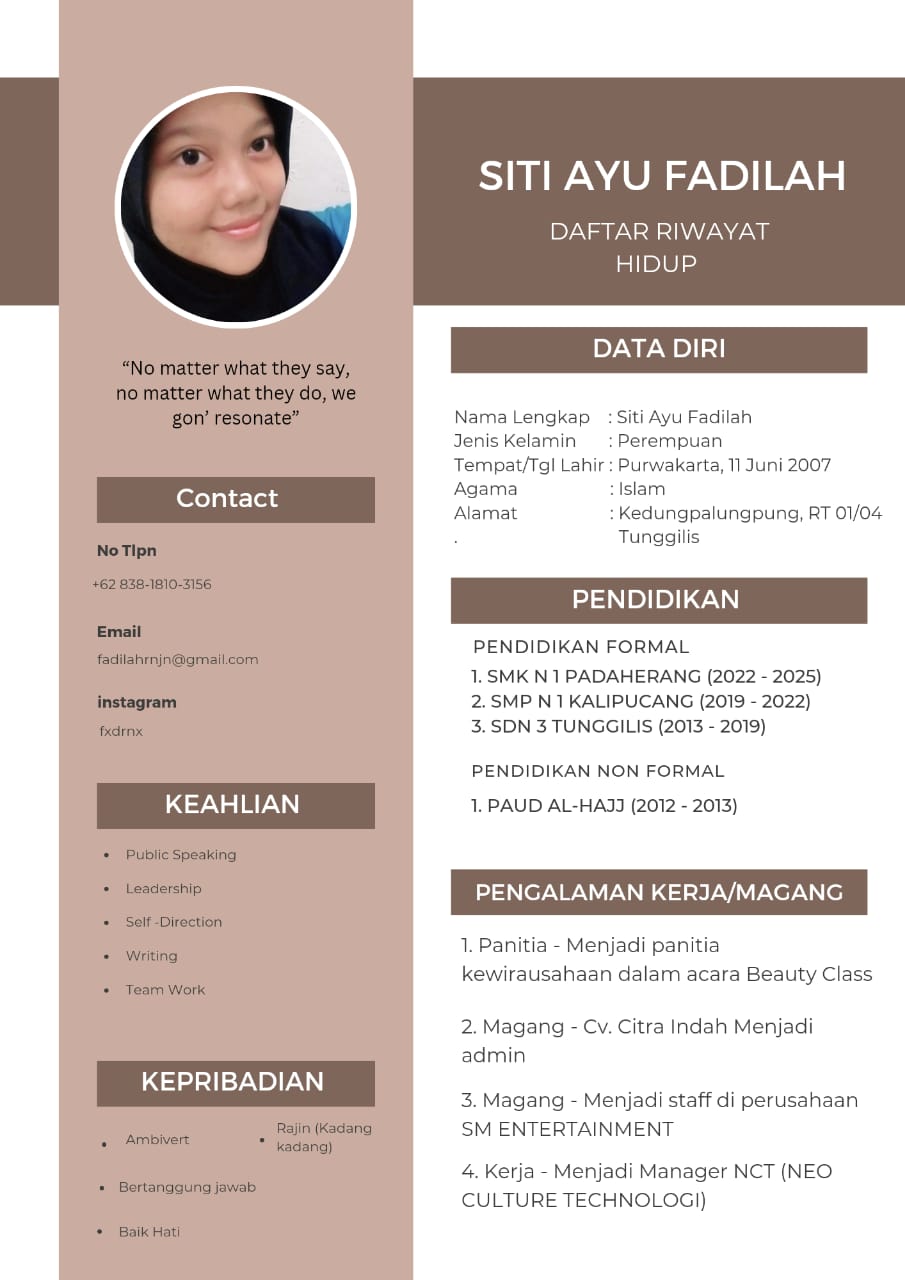 SITI AYU FADILAH
DAFTAR RIWAYAT
HIDUP
“No matter what they say,
no matter what they do, we
gon’ resonate”
Contact
No Tlpn
+62 838-1810-3156
Email
fadilahrnjn@gmail.com
instagram
fxdrnx
KEAHLIAN
• Public Speaking
• Leadership
• Self -Direction
• Writing
• Team Work
KEPRIBADIAN
• Ambivert
• Rajin (Kadang
kadang)
• Bertanggung jawab
• Baik Hati
DATA DIRI
Nama Lengkap : Siti Ayu Fadilah
Jenis Kelamin : Perempuan
Tempat/Tgl Lahir : Purwakarta, 11 Juni 2007
Agama : Islam
Alamat : Kedungpalungpung, RT 01/04
. Tunggilis
PENDIDIKAN
PENDIDIKAN FORMAL
1. SMK N 1 PADAHERANG (2022 - 2025)
2. SMP N 1 KALIPUCANG (2019 - 2022)
3. SDN 3 TUNGGILIS (2013 - 2019)
PENDIDIKAN NON FORMAL
1. PAUD AL-HAJJ (2012 - 2013)
PENGALAMAN KERJA/MAGANG
1. Panitia - Menjadi panitia
kewirausahaan dalam acara Beauty Class
2. Magang - Cv. Citra Indah Menjadi
admin
3. Magang - Menjadi staff di perusahaan
SM ENTERTAINMENT
4. Kerja - Menjadi Manager NCT (NEO
CULTURE TECHNOLOGI)